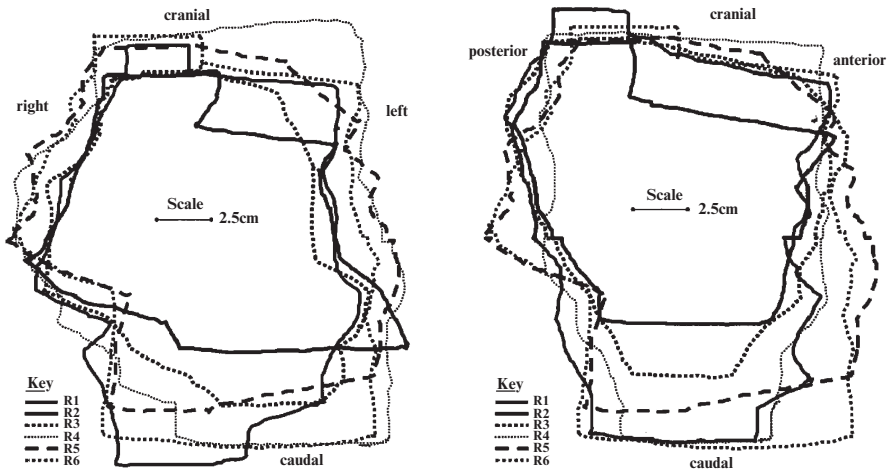 cranial
right
left
Scale
2.5cm
Key
R1
R2
R3
R4
R5
R6
caudal
cranial
posterior
anterior
Scale
2.5cm
Key
R1
R2
R3
R4
R5
R6
caudal